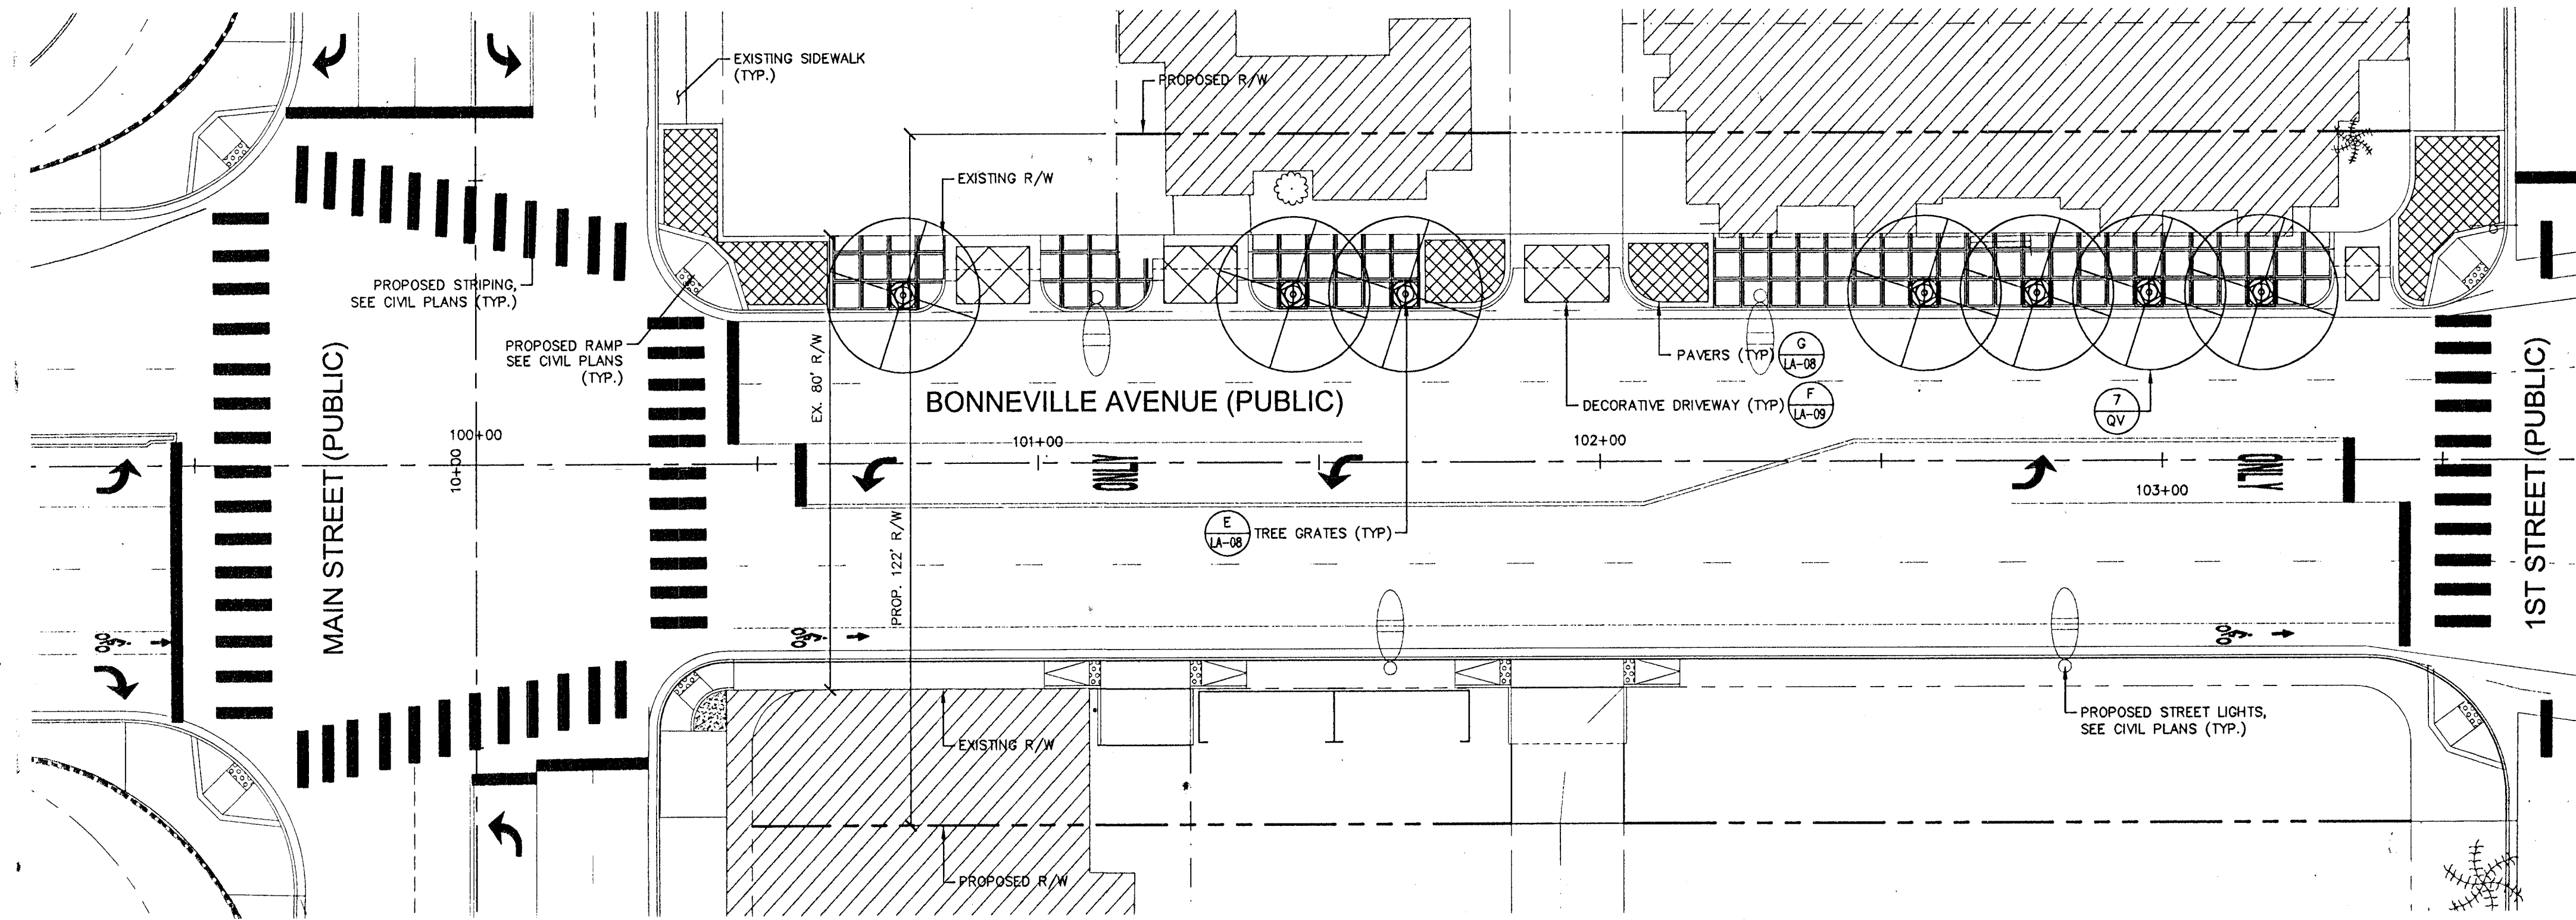 EXISTING SIDEWALK
(TYP.)
PROPOSED R/W
EXISTING R/W
PROPOSED STRIPING,
SEE CIVIL PLANS (TYP.)
PROPOSED RAMP
SEE CIVIL PLANS
(TYP.)
MAIN STREET (PUBLIC)
100+00
10+00
EX. 80' R/W
PROP. 122' R/W
BONNEVILLE AVENUE (PUBLIC)
101+00
ONLY
E
LA-08
TREE GRATES (TYP)
PAVERS (TYP)
G
LA-08
DECORATIVE DRIVEWAY (TYP)
F
LA-09
102+00
7
QV
103+00
ONLY
1ST STREET (PUBLIC)
EXISTING R/W
PROPOSED R/W
PROPOSED STREET LIGHTS,
SEE CIVIL PLANS (TYP.)